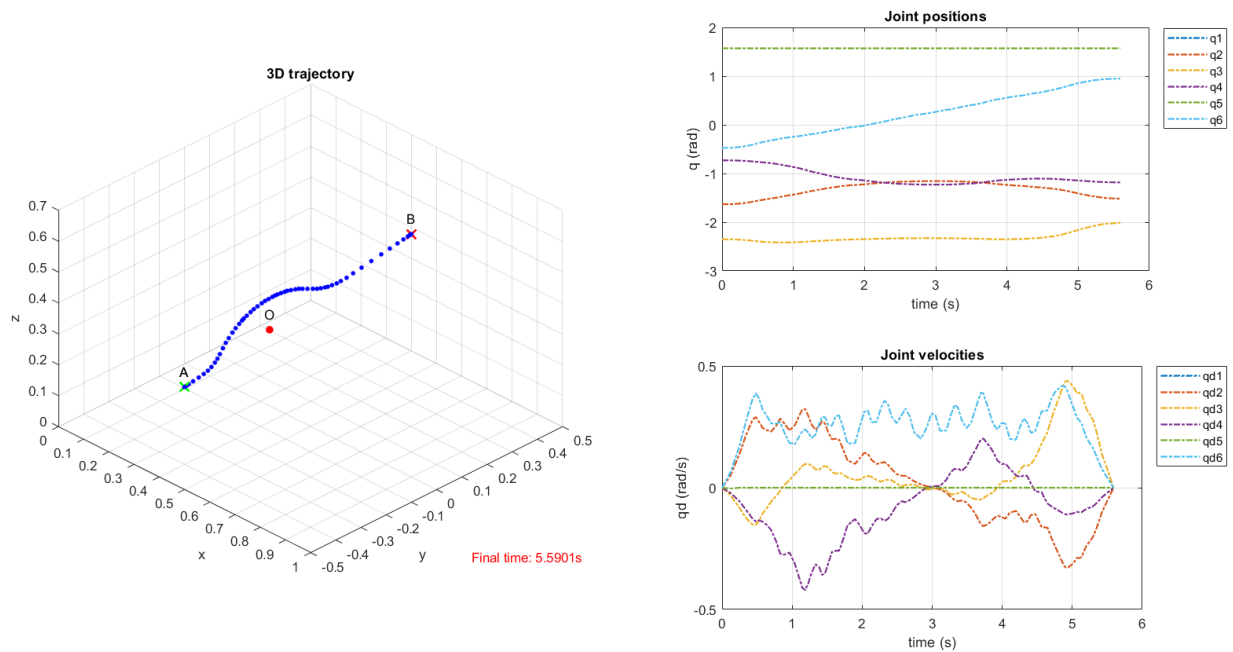 3D trajectory
0.7
0.6
0.5
0.4
0.3
0.2
0.1
0
z
0
0.1
0.2
0.3
0.4
0.5
0.6
0.7
0.8
0.9
1
x
-0.5
-0.4
-0.3
-0.2
-0.1
0
0.1
0.2
0.3
0.4
0.5
y
A
O
B
Final time: 5.5901s
Joint positions
2
1
0
-1
-2
-3
q (rad)
0 1 2 3 4 5 6
time (s)
q1
q2
q3
q4
q5
q6
Joint velocities
0.5
0
-0.5
qd (rad/s)
0 1 2 3 4 5 6
time (s)
qd1
qd2
qd3
qd4
qd5
qd6